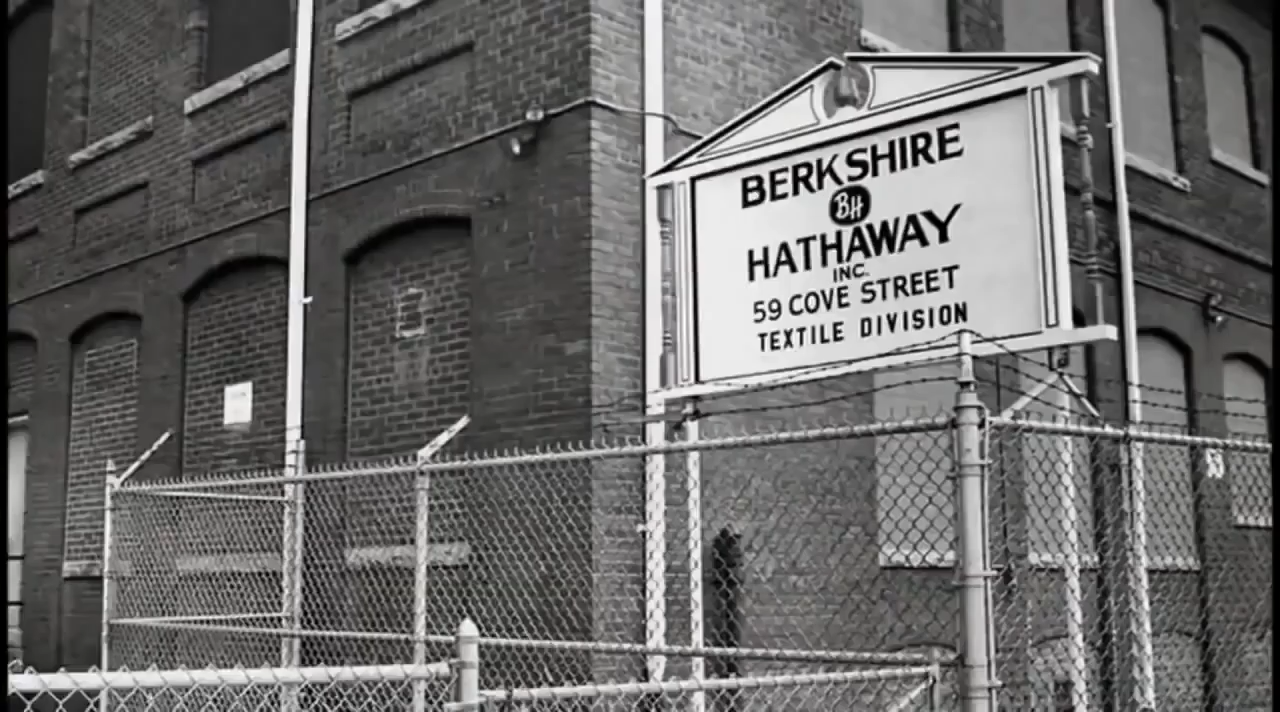 BERKSHIRE
BH
HATHAWAY
INC.
59 COVE STREET
TEXTILE DIVISION